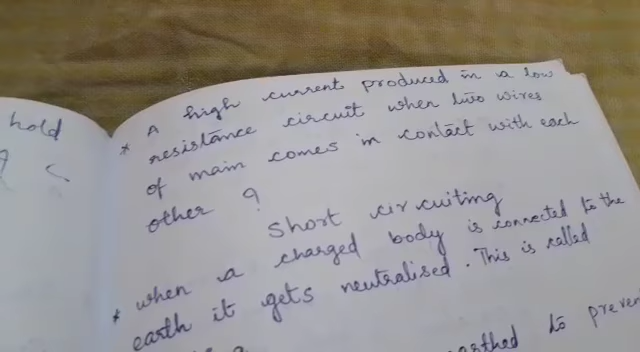 hold
* A high current produced in a low
resistance circuit when two wires
of main comes in contact with each
other ?
short circuiting
* when a charged body is connected to the
earth it gets neutralised. This is called
earthed to preven